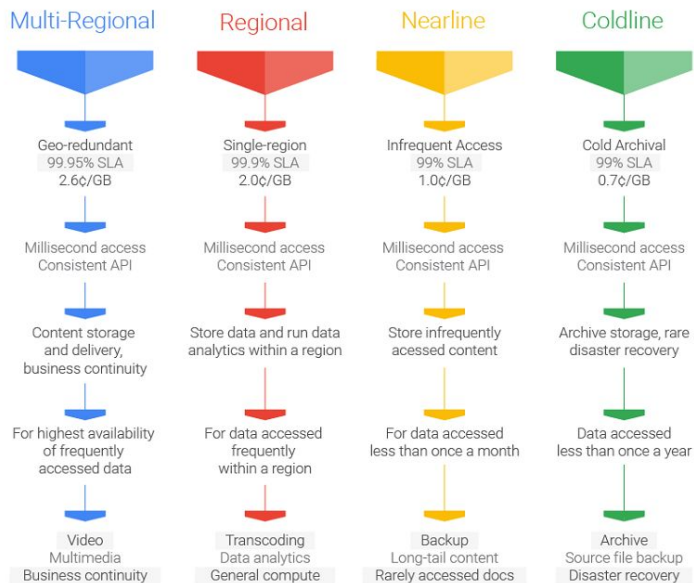 Multi-Regional
Geo-redundant
99.95% SLA
2.6¢/GB
Millisecond access
Consistent API
Content storage
and delivery,
business continuity
For highest availability
of frequently
accessed data
Video
Multimedia
Business continuity
Regional
Single-region
99.9% SLA
2.0¢/GB
Millisecond access
Consistent API
Store data and run data
analytics within a region
For data accessed
frequently
within a region
Transcoding
Data analytics
General compute
Nearline
Infrequent Access
99% SLA
1.0¢/GB
Millisecond access
Consistent API
Store infrequently
acessed content
For data accessed
less than once a month
Backup
Long-tail content
Rarely accessed docs
Coldline
Cold Archival
99% SLA
0.7¢/GB
Millisecond access
Consistent API
Archive storage, rare
disaster recovery
Data accessed
less than once a year
Archive
Source file backup
Disaster recovery